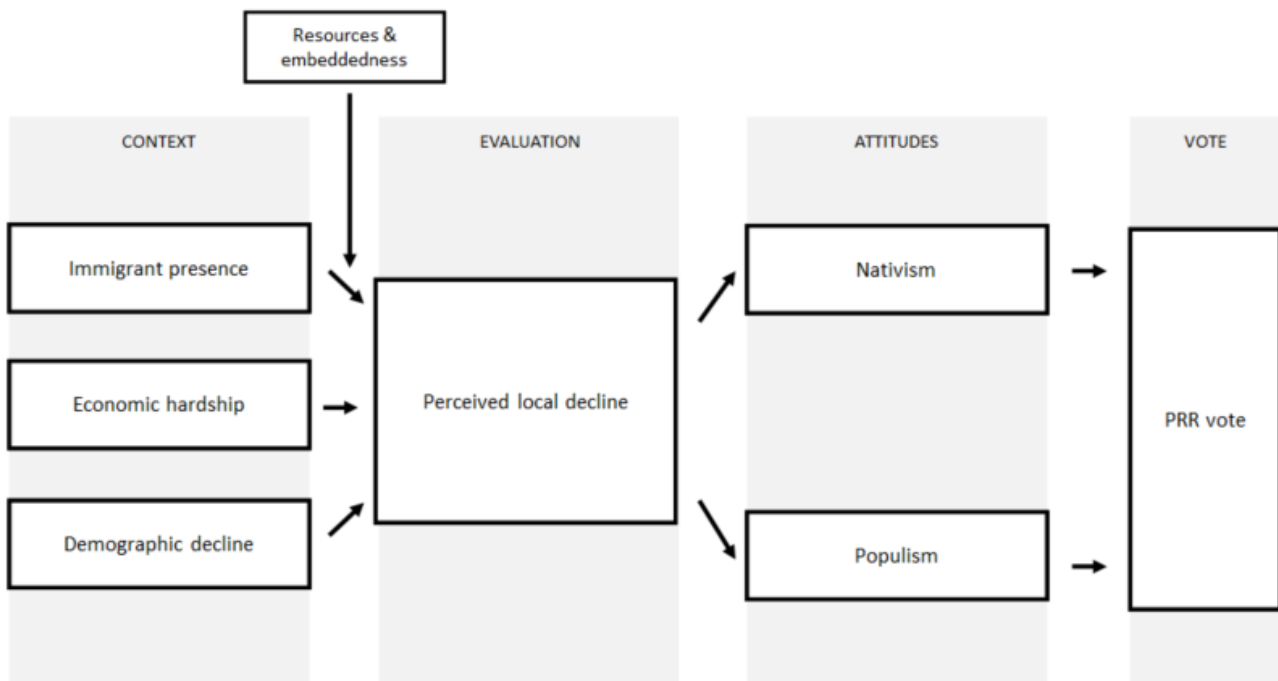 Resources &
embeddedness
CONTEXT
EVALUATION
ATTITUDES
VOTE
Immigrant presence
Nativism
Economic hardship
Perceived local decline
PRR vote
Demographic decline
Populism